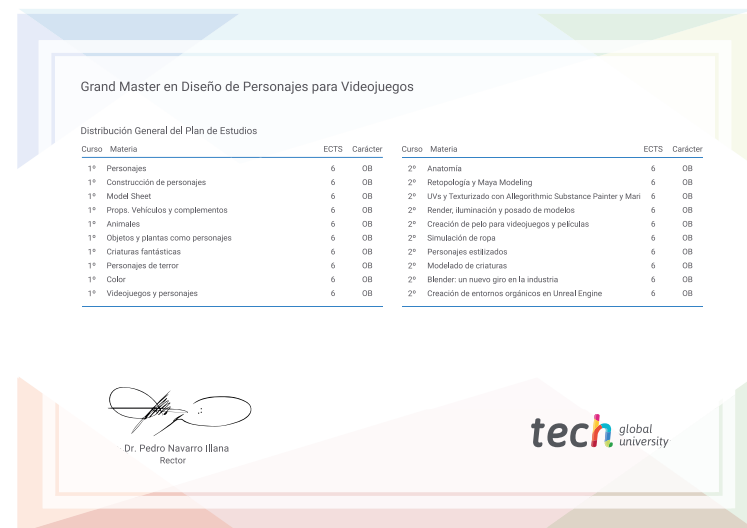 Grand Master en Diseño de Personajes para Videojuegos
Distribución General del Plan de Estudios
Curso Materia ECTS Carácter
1º Personajes 6 OB
1º Construcción de personajes 6 OB
1º Model Sheet 6 OB
1º Props. Vehículos y complementos 6 OB
1º Animales 6 OB
1º Objetos y plantas como personajes 6 OB
1º Criaturas fantásticas 6 OB
1º Personajes de terror 6 OB
1º Color 6 OB
1º Videojuegos y personajes 6 OB
Curso Materia ECTS Carácter
2º Anatomía 6 OB
2º Retopología y Maya Modeling 6 OB
2º UVs y Texturizado con Allegorithmic Substance Painter y Mari 6 OB
2º Render, iluminación y posado de modelos 6 OB
2º Creación de pelo para videojuegos y películas 6 OB
2º Simulación de ropa 6 OB
2º Personajes estilizados 6 OB
2º Modelado de criaturas 6 OB
2º Blender: un nuevo giro en la industria 6 OB
2º Creación de entornos orgánicos en Unreal Engine 6 OB
Dr. Pedro Navarro Illana
Rector
tech global
university